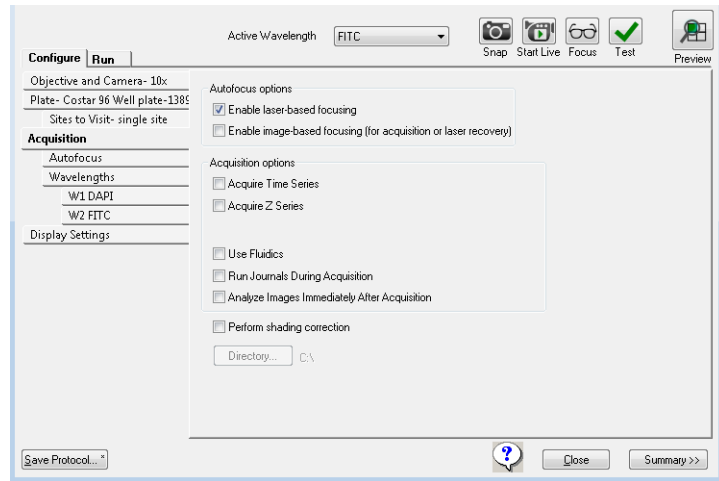 Active Wavelength FITC
Snap Start Live Focus Test Preview
Configure Run
Objective and Camera- 10x
Plate- Costar 96 Well plate-1389
Sites to Visit- single site
Acquisition
Autofocus
Wavelengths
W1 DAPI
W2 FITC
Display Settings
Autofocus options
Enable laser-based focusing
Enable image-based focusing (for acquisition or laser recovery)
Acquisition options
Acquire Time Series
Acquire Z Series
Use Fluidics
Run Journals During Acquisition
Analyze Images Immediately After Acquisition
Perform shading correction
Directory... C:\
Save Protocol... * ? Close Summary >>